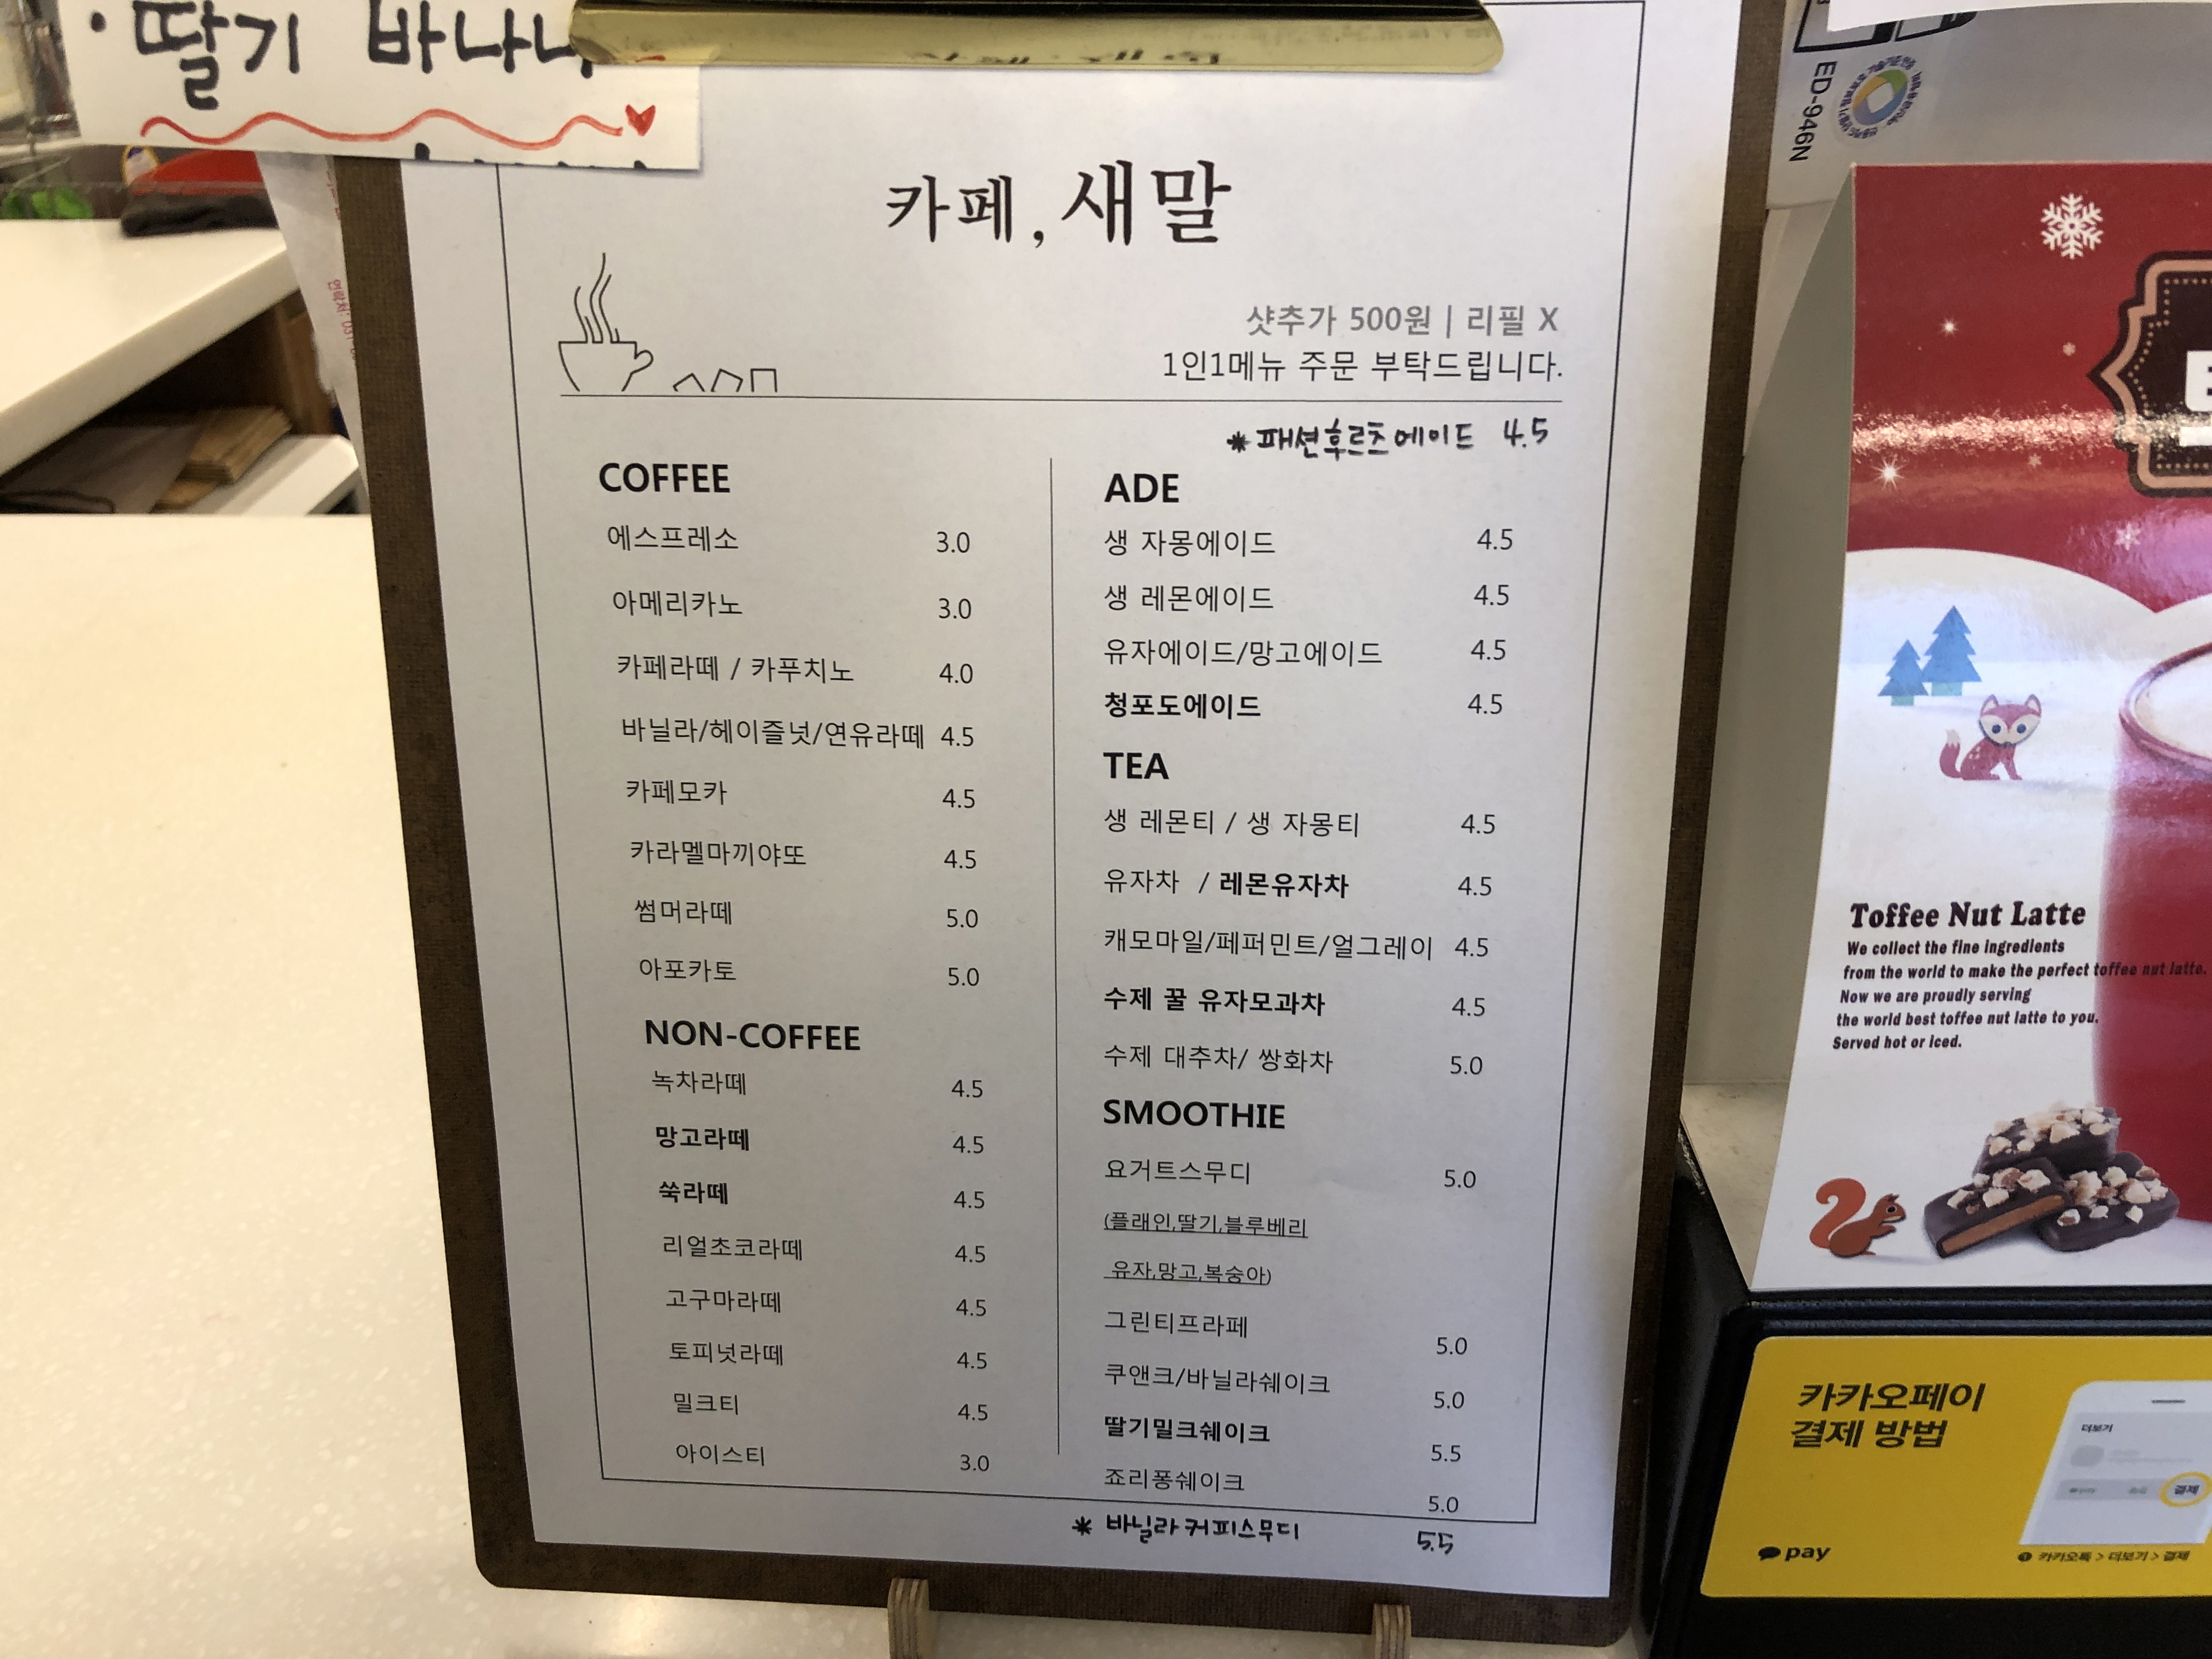 · 딸기 바나나
카페, 새말
샷추가 500원 | 리필 X
1인1메뉴 주문 부탁드립니다.
* 패션후르츠에이드 4.5
COFFEE
에스프레소 3.0
아메리카노 3.0
카페라떼 / 카푸치노 4.0
바닐라/헤이즐넛/연유라떼 4.5
카페모카 4.5
카라멜마끼야또 4.5
썸머라떼 5.0
아포카토 5.0
NON-COFFEE
녹차라떼 4.5
망고라떼 4.5
쑥라떼 4.5
리얼초코라떼 4.5
고구마라떼 4.5
토피넛라떼 4.5
밀크티 4.5
아이스티 3.0
ADE
생 자몽에이드 4.5
생 레몬에이드 4.5
유자에이드/망고에이드 4.5
청포도에이드 4.5
TEA
생 레몬티 / 생 자몽티 4.5
유자차 / 레몬유자차 4.5
캐모마일/페퍼민트/얼그레이 4.5
수제 꿀 유자모과차 4.5
수제 대추차/ 쌍화차 5.0
SMOOTHIE
요거트스무디 5.0
(플래인,딸기,블루베리
유자,망고,복숭아)
그린티프라페 5.0
쿠앤크/바닐라쉐이크 5.0
딸기밀크쉐이크 5.5
죠리퐁쉐이크 5.0
* 바닐라커피스무디 5.5
ED-946N
Toffee Nut Latte
We collect the fine ingredients
from the world to make the perfect toffee nut latte.
Now we are proudly serving
the world best toffee nut latte to you.
Served hot or iced.
카카오페이
결제 방법
더보기
결제
pay
❶ 카카오톡 > 더보기 > 결제